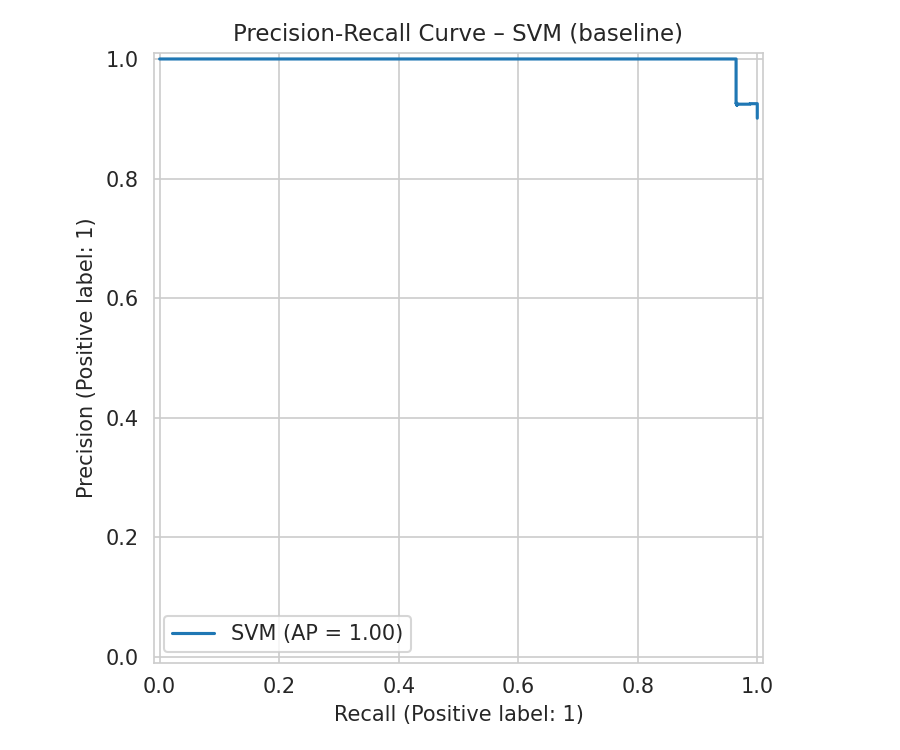 Precision-Recall Curve – SVM (baseline)
1.0
0.8
0.6
0.4
0.2
0.0
Precision (Positive label: 1)
SVM (AP = 1.00)
0.0 0.2 0.4 0.6 0.8 1.0
Recall (Positive label: 1)